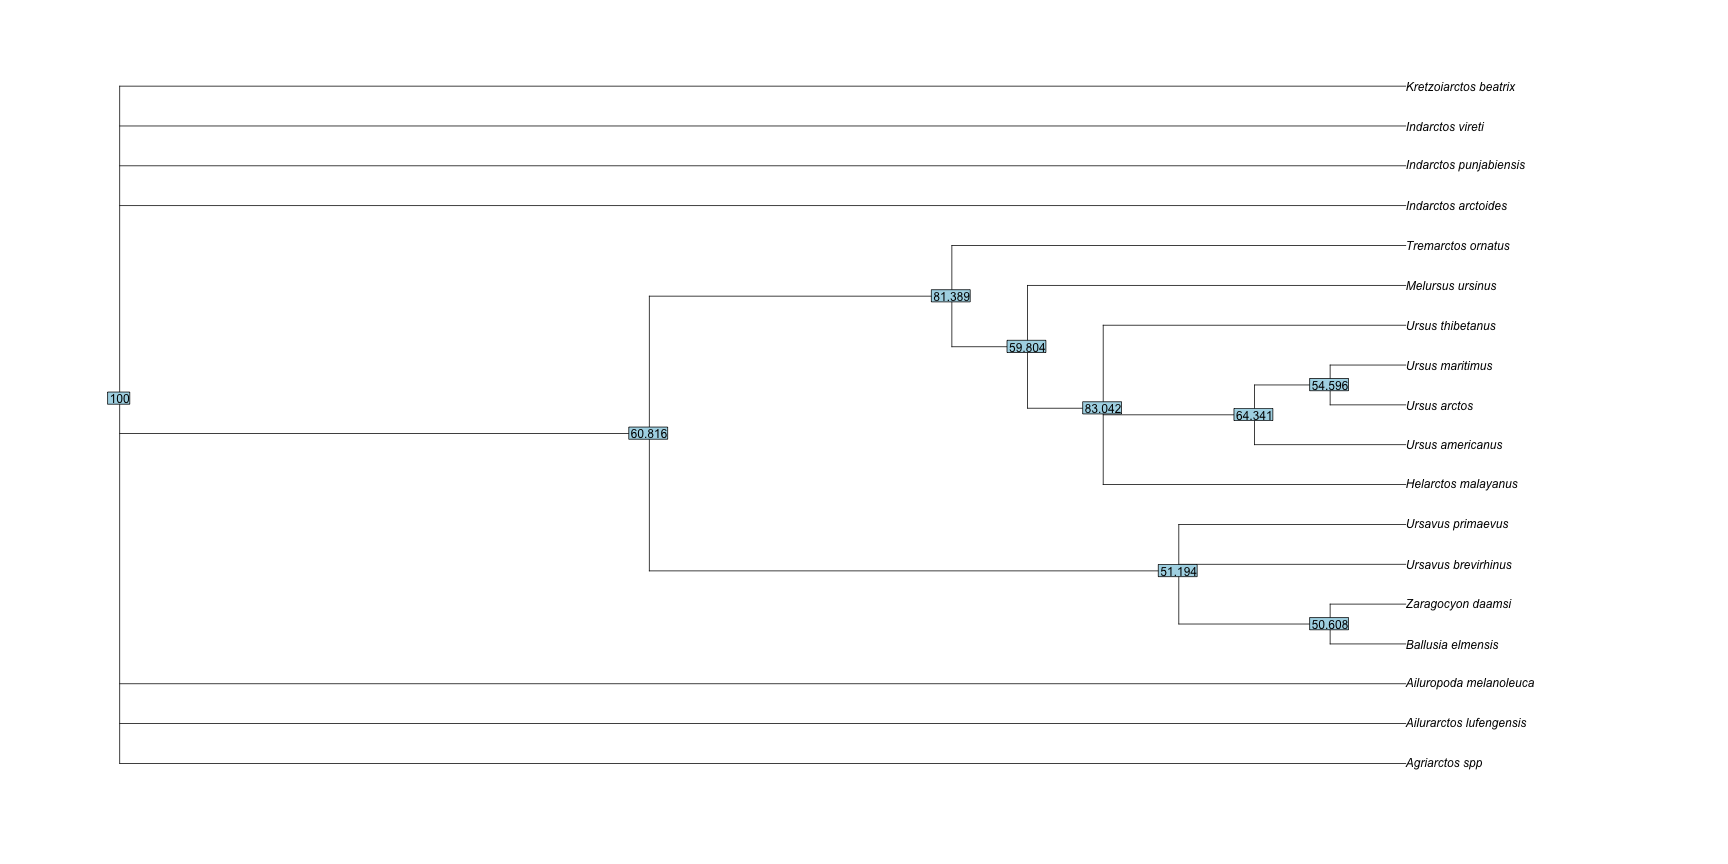 Kretzoiarctos beatrix
Indarctos vireti
Indarctos punjabiensis
Indarctos arctoides
Tremarctos ornatus
Melursus ursinus
81.389
Ursus thibetanus
59.804
Ursus maritimus
54.596
100
Ursus arctos
83.042
64.341
60.816
Ursus americanus
Helarctos malayanus
Ursavus primaevus
Ursavus brevirhinus
51.194
Zaragocyon daamsi
50.608
Ballusia elmensis
Ailuropoda melanoleuca
Ailurarctos lufengensis
Agriarctos spp